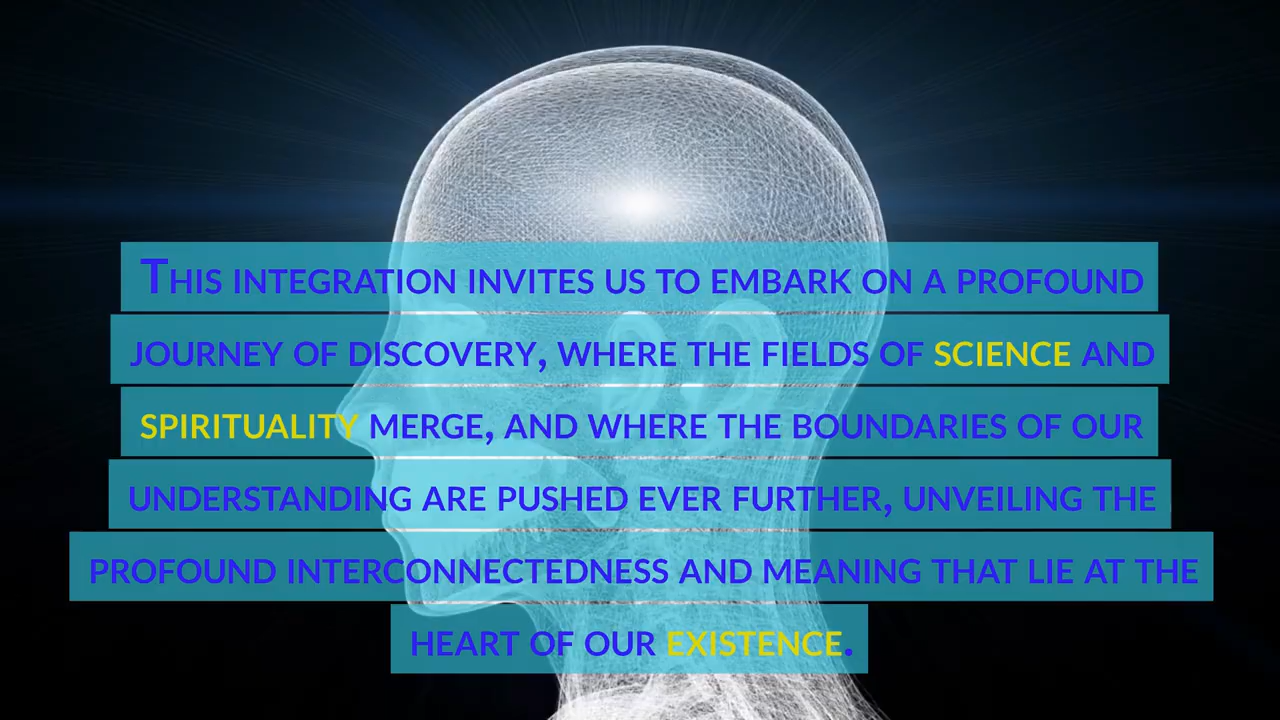 This integration invites us to embark on a profound
journey of discovery, where the fields of science and
spirituality merge, and where the boundaries of our
understanding are pushed ever further, unveiling the
profound interconnectedness and meaning that lie at the
heart of our existence.